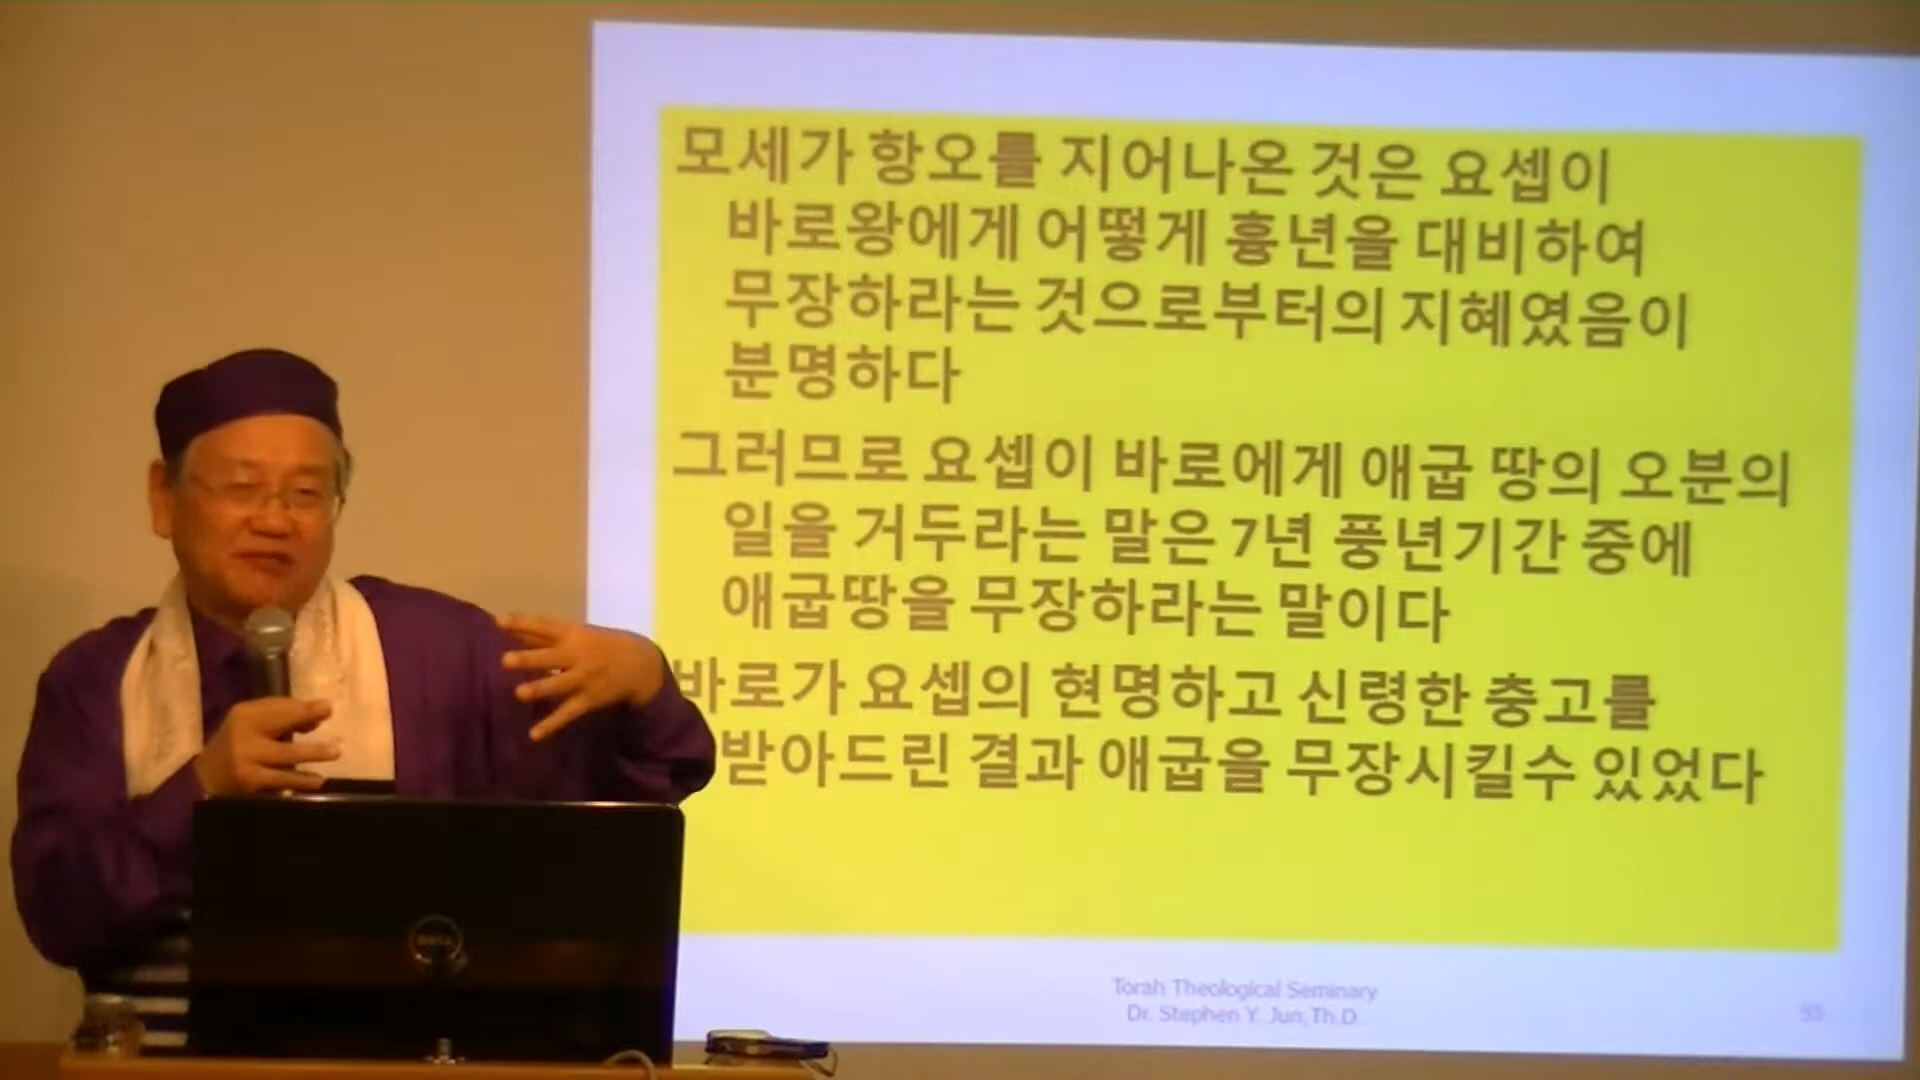 모세가 항오를 지어나온 것은 요셉이
바로왕에게 어떻게 흉년을 대비하여
무장하라는 것으로부터의 지혜였음이
분명하다
그러므로 요셉이 바로에게 애굽 땅의 오분의
일을 거두라는 말은 7년 풍년기간 중에
애굽땅을 무장하라는 말이다
바로가 요셉의 현명하고 신령한 충고를
받아드린 결과 애굽을 무장시킬수 있었다
Torah Theological Seminary
Dr. Stephen Y. Jun,Th.D.
55
DELL